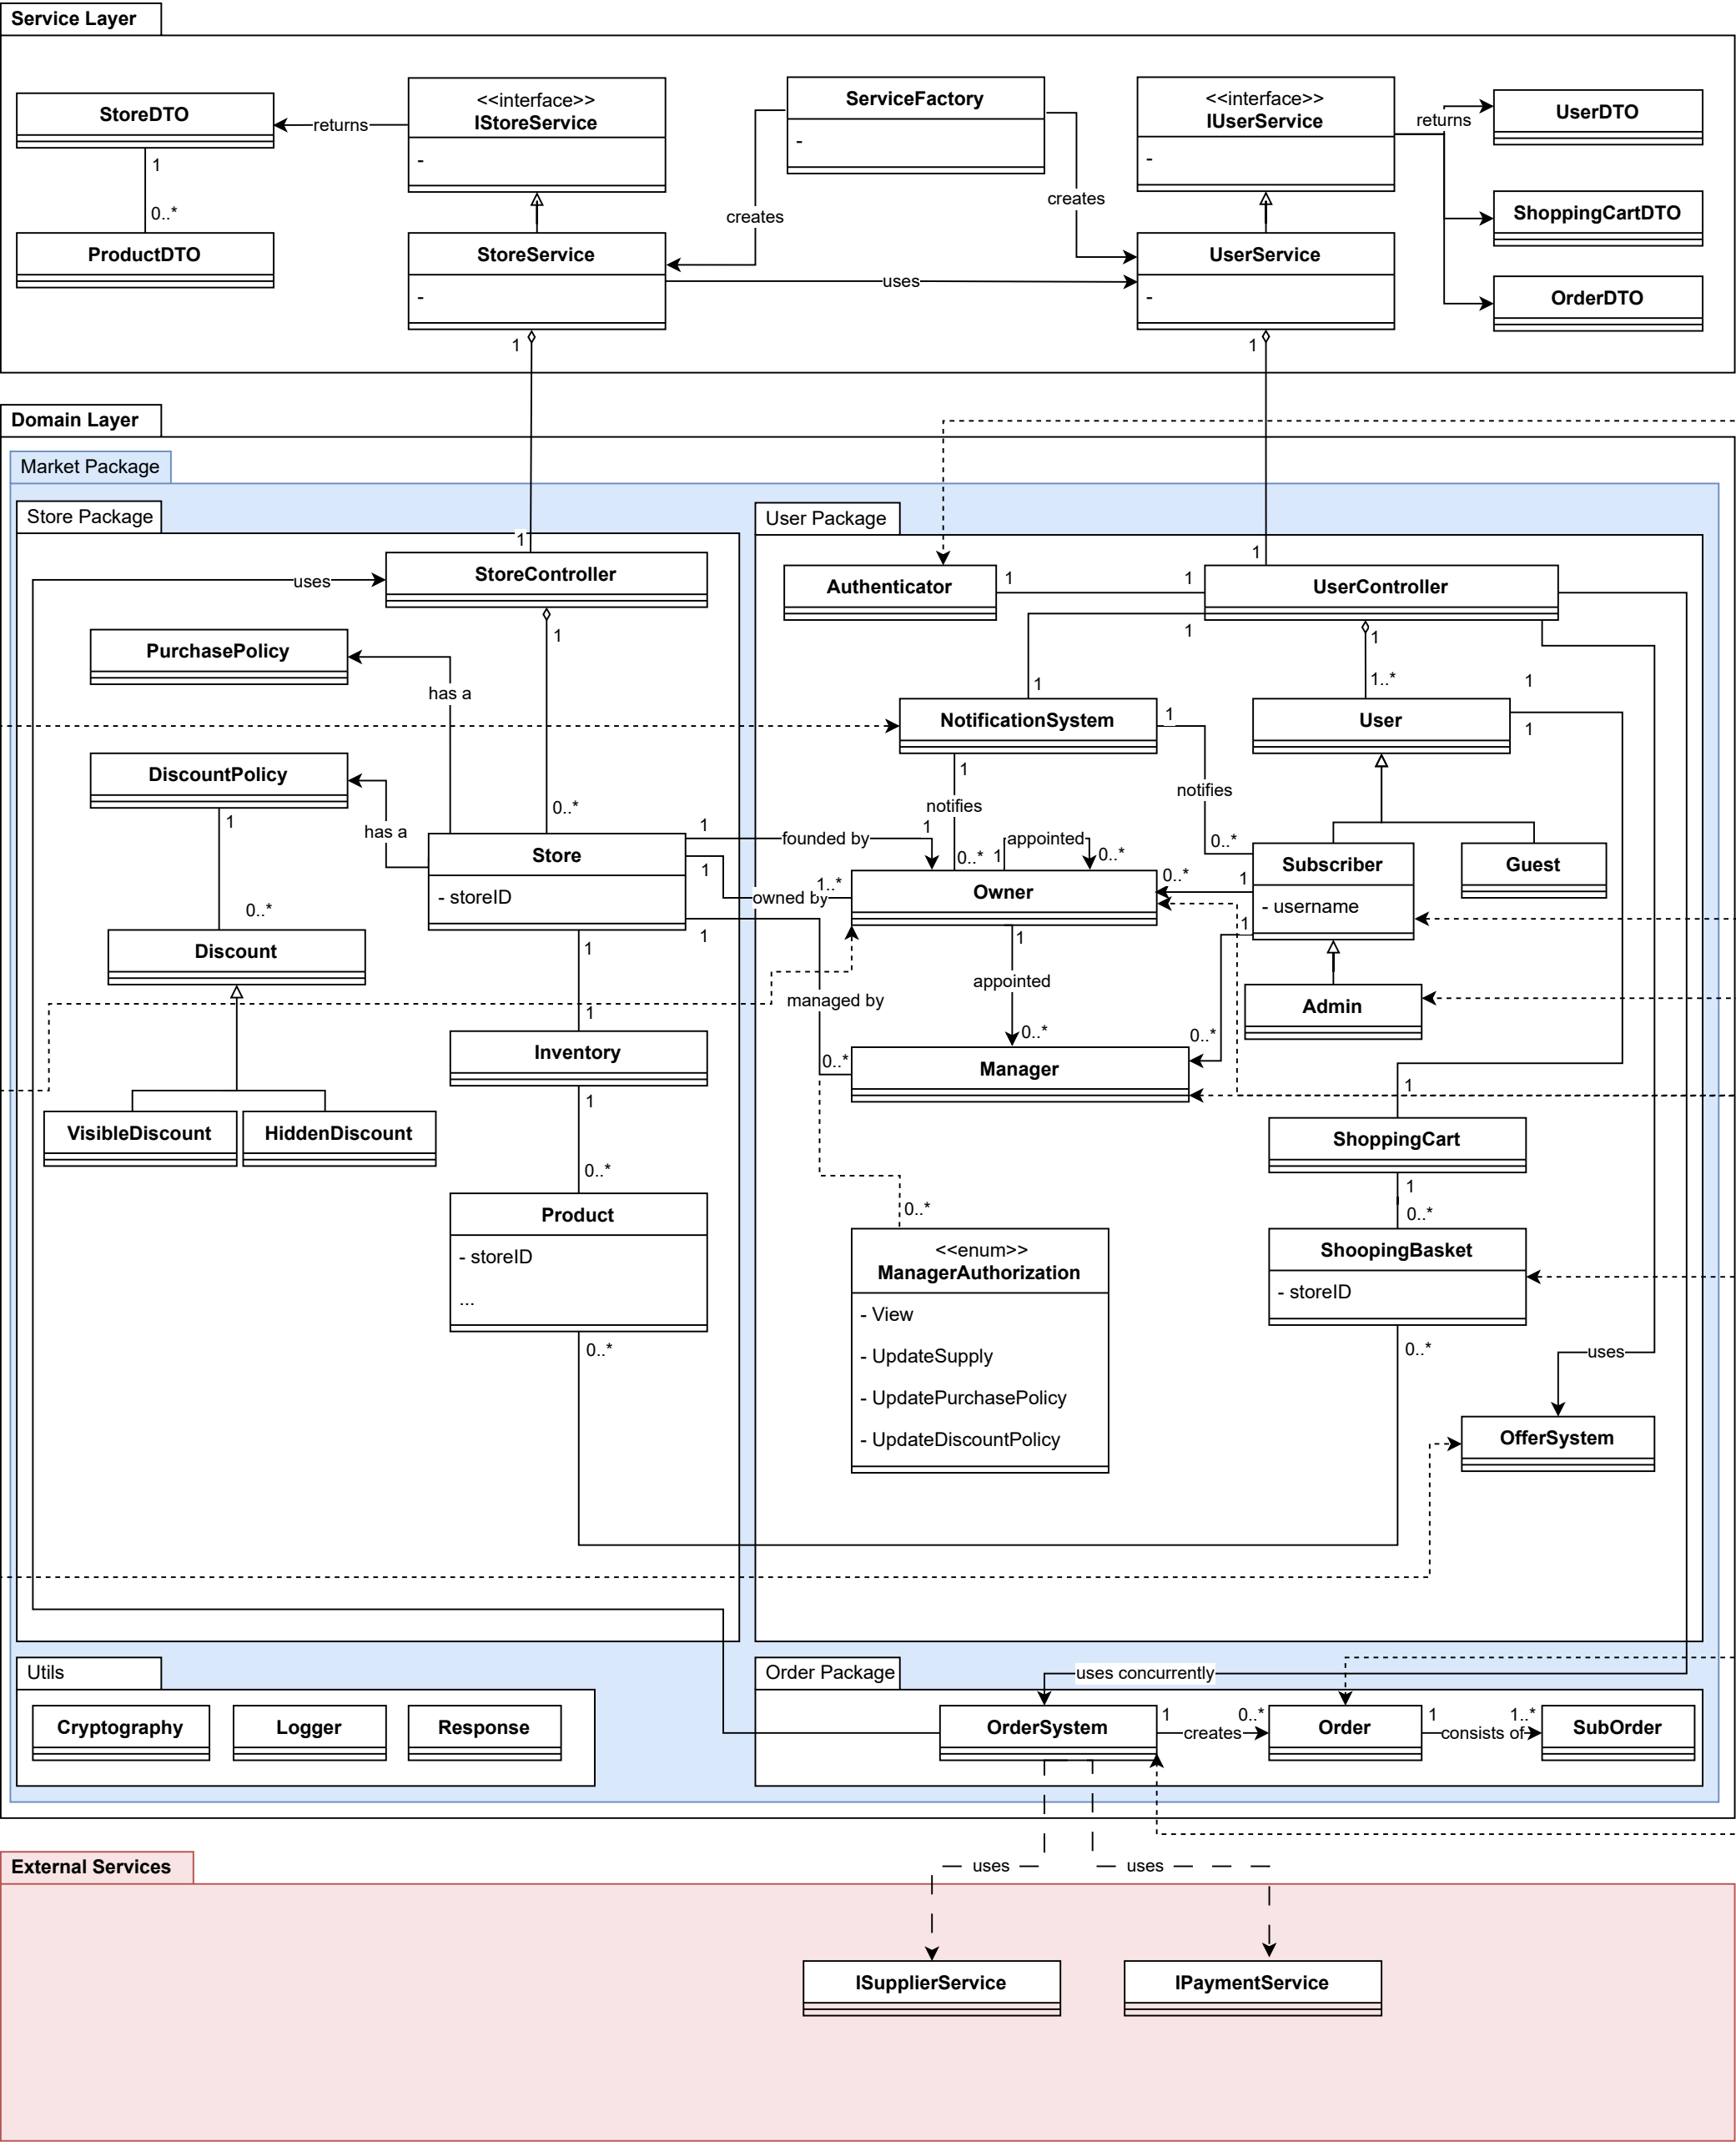 Service Layer
StoreDTO
1
0..*
ProductDTO
returns
<<interface>>
IStoreService
-
StoreService
-
1
ServiceFactory
-
creates
creates
uses
<<interface>>
IUserService
-
UserService
-
1
returns
UserDTO
ShoppingCartDTO
OrderDTO
Domain Layer
Market Package
Store Package
1
StoreController
uses
1
PurchasePolicy
has a
DiscountPolicy
has a
1
0..*
0..*
Store
- storeID
Discount
VisibleDiscount
HiddenDiscount
1
1
Inventory
1
0..*
Product
- storeID
...
0..*
User Package
1
Authenticator
1
1
UserController
1
1
1
1..*
1
1
NotificationSystem
1
User
1
notifies
notifies
0..*
0..*
1
founded by
1
1
appointed
0..*
1
owned by
1..*
Owner
0..*
1
Subscriber
- username
Guest
1
managed by
1
appointed
1
0..*
0..*
0..*
Manager
Admin
0..*
<<enum>>
ManagerAuthorization
- View
- UpdateSupply
- UpdatePurchasePolicy
- UpdateDiscountPolicy
1
ShoppingCart
1
0..*
ShoopingBasket
- storeID
0..*
uses
OfferSystem
Utils
Cryptography
Logger
Response
Order Package
uses concurrently
OrderSystem
1
creates
0..*
Order
1
consists of
1..*
SubOrder
External Services
uses
uses
ISupplierService
IPaymentService